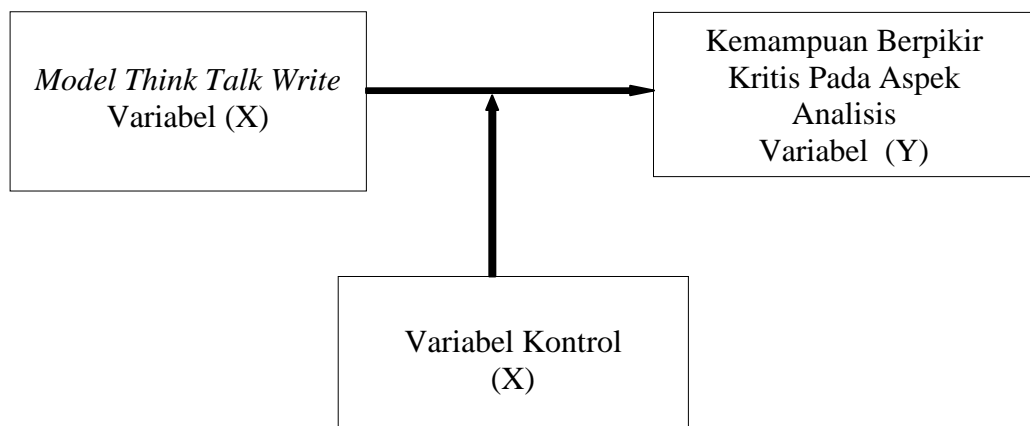 Model Think Talk Write
Variabel (X)
Kemampuan Berpikir
Kritis Pada Aspek
Analisis
Variabel (Y)
Variabel Kontrol
(X)